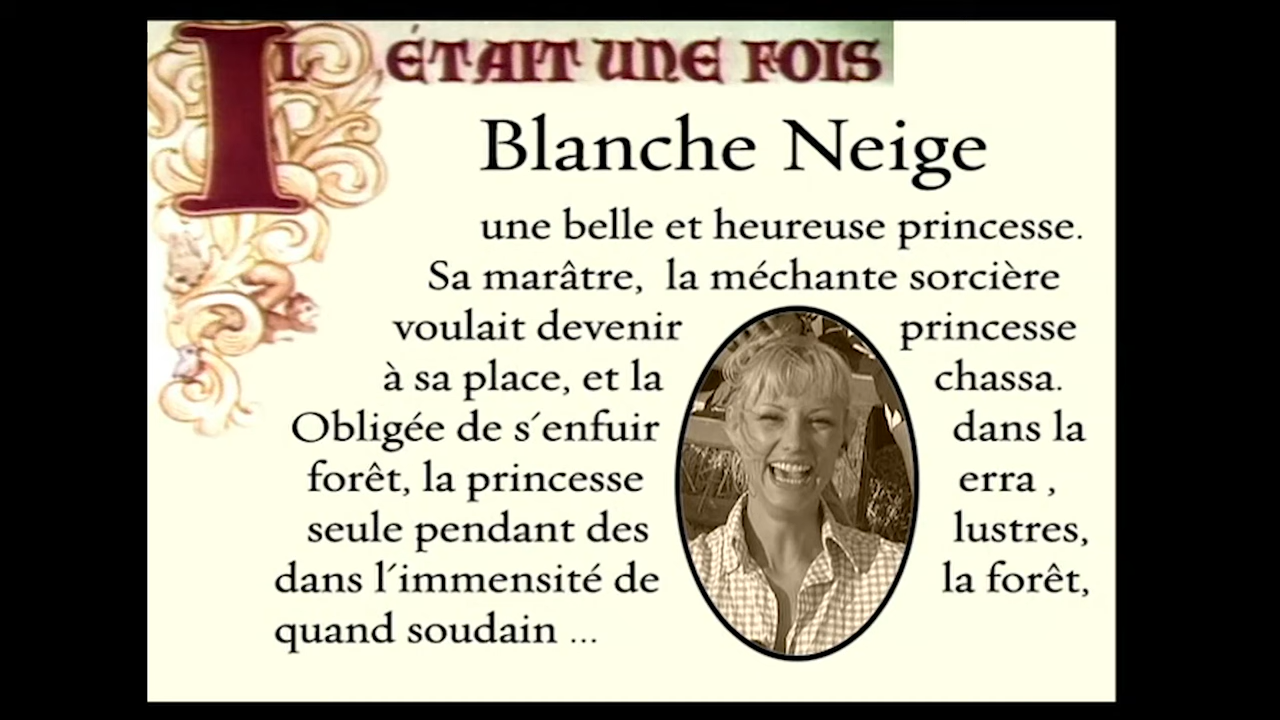 Il ÉTAIT UNE FOIS
Blanche Neige
une belle et heureuse princesse.
Sa marâtre, la méchante sorcière
voulait devenir princesse
à sa place, et la chassa.
Obligée de s´enfuir dans la
forêt, la princesse erra ,
seule pendant des lustres,
dans l´immensité de la forêt,
quand soudain ...